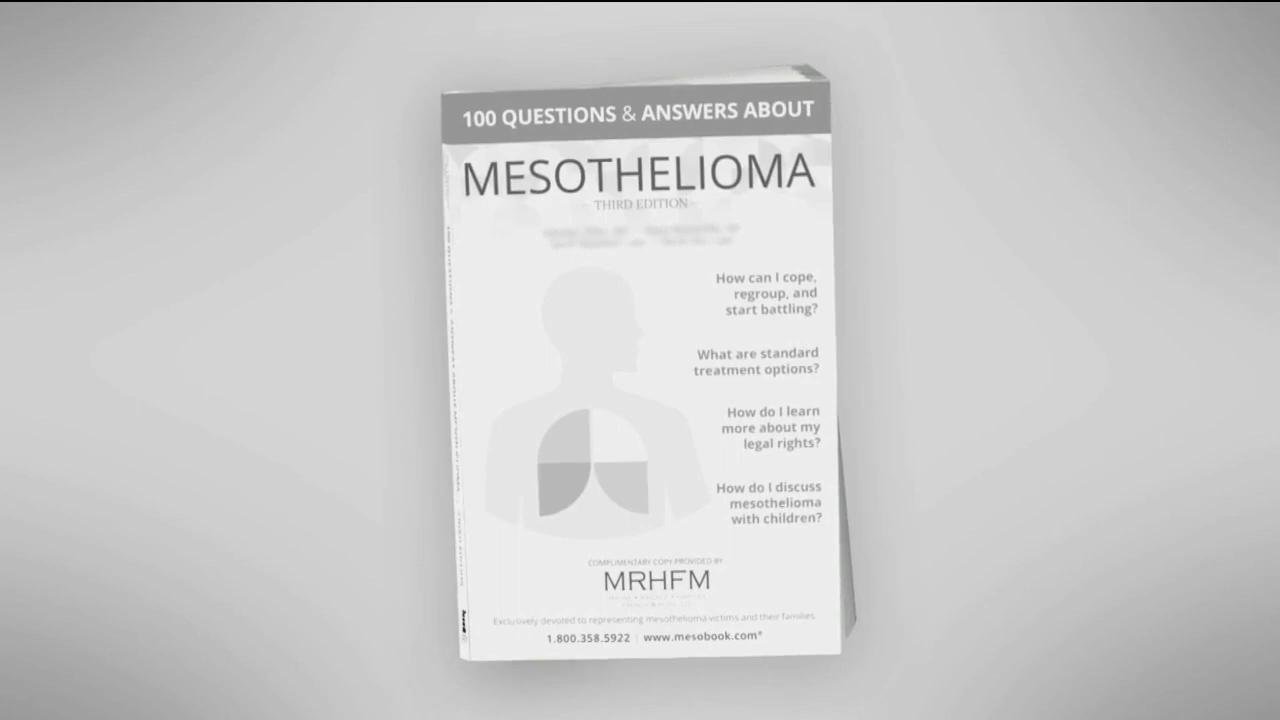 100 QUESTIONS & ANSWERS ABOUT
MESOTHELIOMA
THIRD EDITION
How can I cope,
regroup, and
start battling?
What are standard
treatment options?
How do I learn
more about my
legal rights?
How do I discuss
mesothelioma
with children?
COMPLIMENTARY COPY PROVIDED BY
MRHFM
Exclusively devoted to representing mesothelioma victims and their families.
1.800.358.5922 | www.mesobook.com®